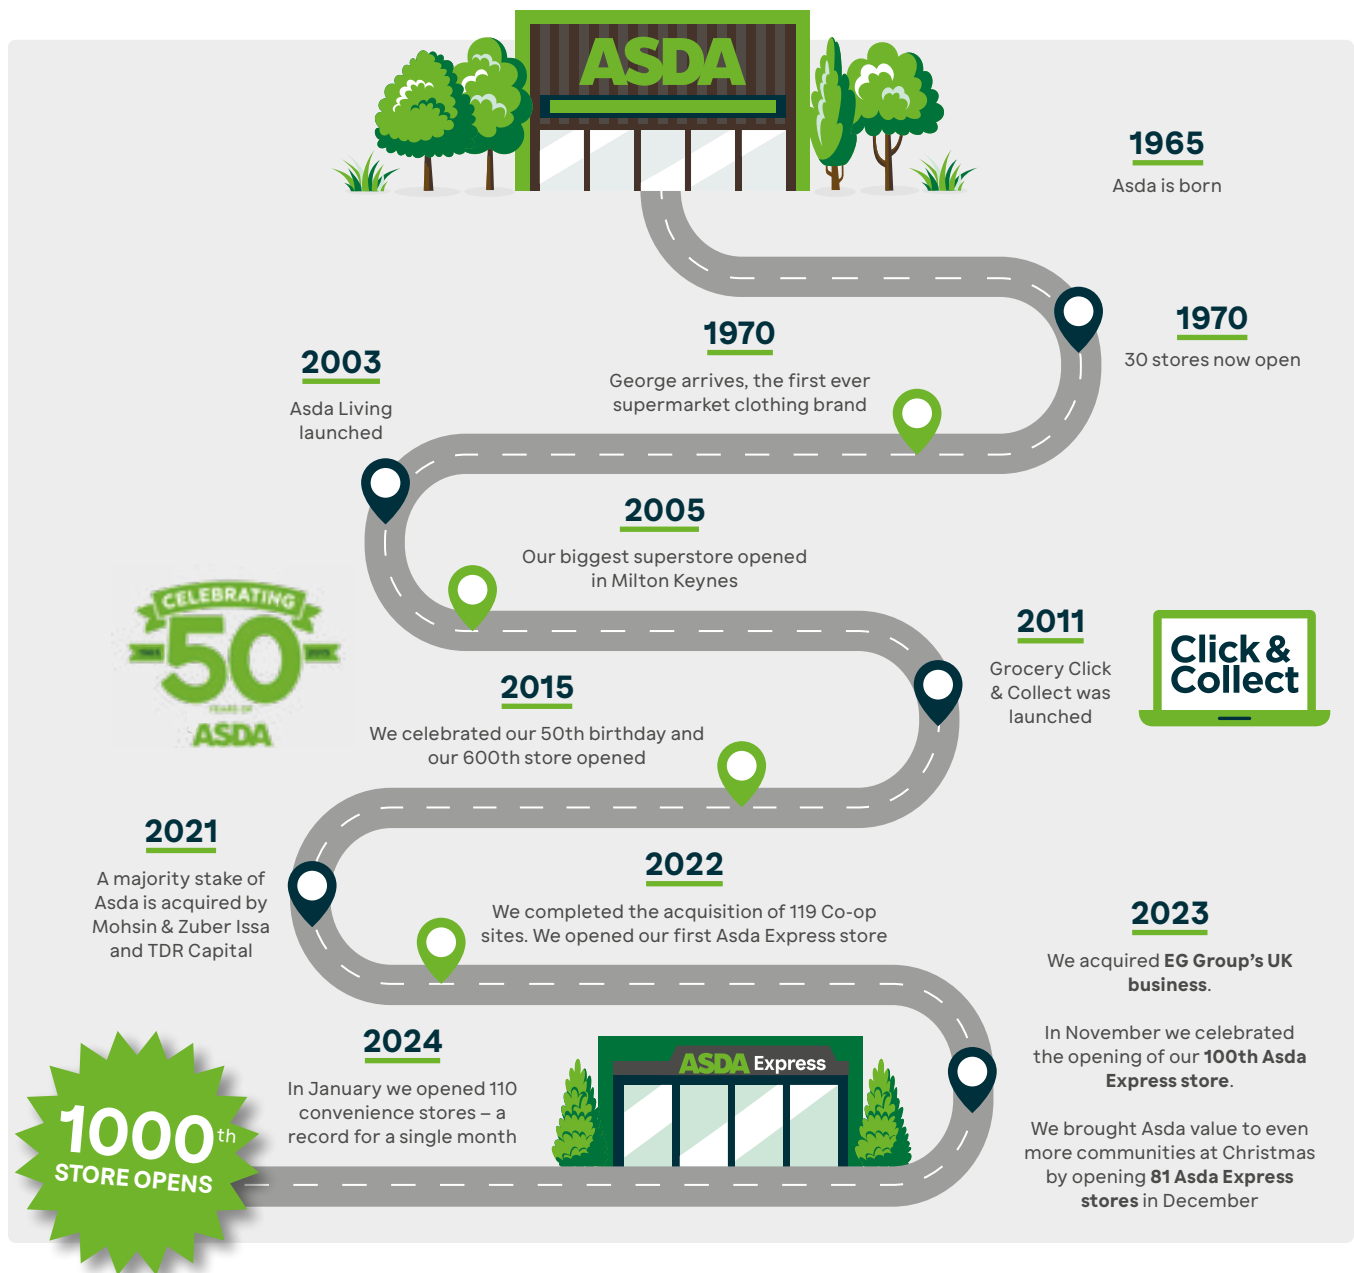 ASDA
1965
Asda is born
1970
30 stores now open
1970
George arrives, the first ever
supermarket clothing brand
2003
Asda Living
launched
2005
Our biggest superstore opened
in Milton Keynes
2011
Grocery Click
& Collect was
launched
Click &
Collect
CELEBRATING
50
YEARS OF
ASDA
2015
We celebrated our 50th birthday and
our 600th store opened
2021
A majority stake of
Asda is acquired by
Mohsin & Zuber Issa
and TDR Capital
2022
We completed the acquisition of 119 Co-op
sites. We opened our first Asda Express store
2023
We acquired EG Group’s UK
business.
In November we celebrated
the opening of our 100th Asda
Express store.
We brought Asda value to even
more communities at Christmas
by opening 81 Asda Express
stores in December
ASDA Express
2024
In January we opened 110
convenience stores – a
record for a single month
1000th
STORE OPENS